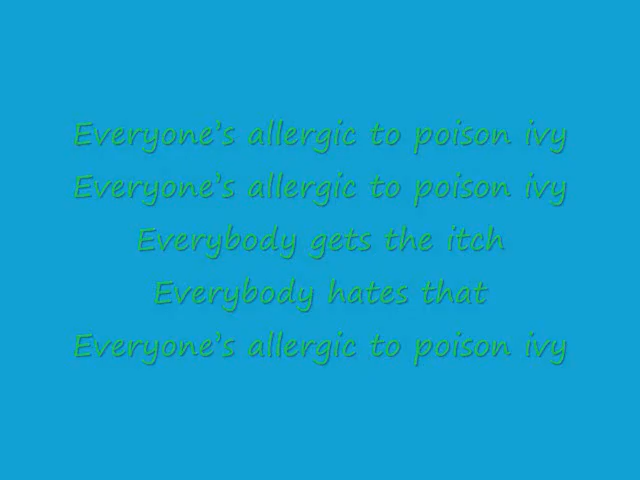 Everyone's allergic to poison ivy
Everyone's allergic to poison ivy
Everybody gets the itch
Everybody hates that
Everyone's allergic to poison ivy